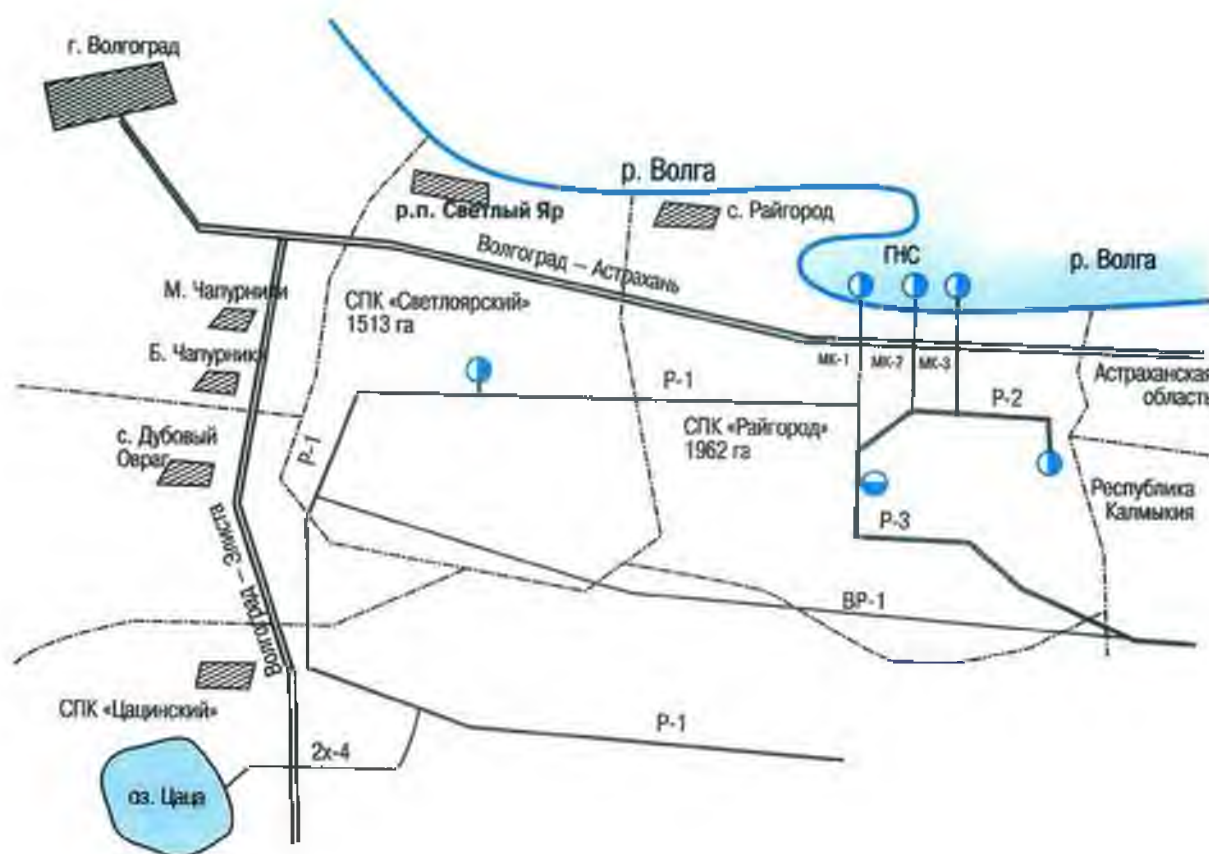 г. Волгоград
р. Волга
р.п. Светлый Яр
с. Райгород
Волгоград – Астрахань
ГНС
р. Волга
М. Чапурники
СПК «Светлоярский»
1513 га
Б. Чапурники
МК-1
МК-2
МК-3
Р-1
Астраханская
область
Р-2
СПК «Райгород»
1962 га
с. Дубовый
Овраг
Р-1
Республика
Калмыкия
Р-3
Волгоград – Элиста
ВР-1
СПК «Цацинский»
Р-1
2х-4
оз. Цаца